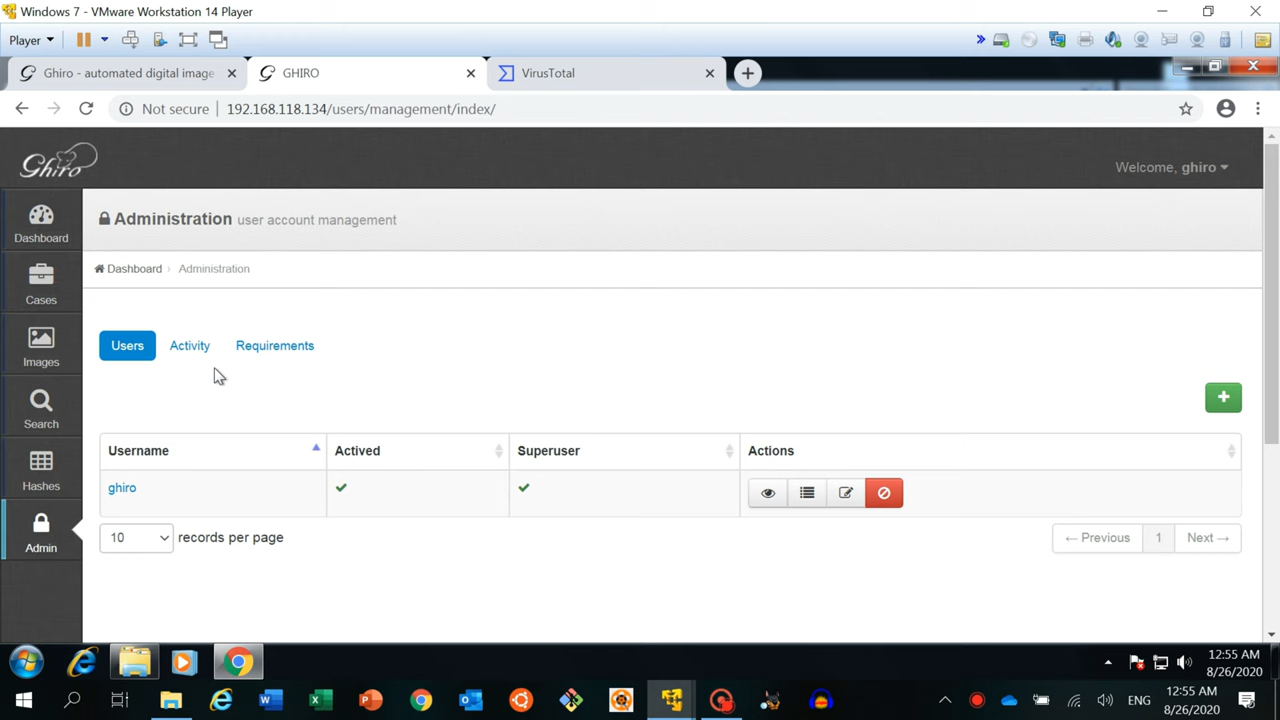 Windows 7 - VMware Workstation 14 Player
Player
Ghiro - automated digital image
GHIRO
VirusTotal
Not secure 192.168.118.134/users/management/index/
Ghiro
Welcome, ghiro
Dashboard
Cases
Images
Search
Hashes
Admin
Administration user account management
Dashboard Administration
Users Activity Requirements
Username Actived Superuser Actions
ghiro
10 records per page
← Previous 1 Next →
12:55 AM
8/26/2020
ENG
12:55 AM
8/26/2020